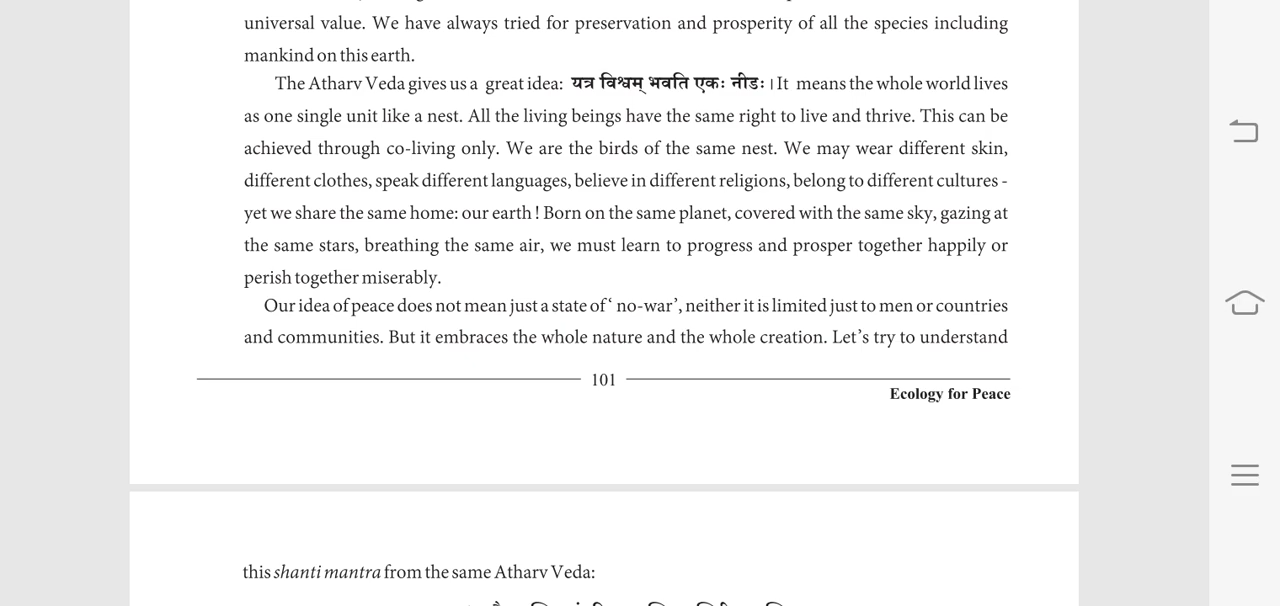 universal value. We have always tried for preservation and prosperity of all the species including
mankind on this earth.
The Atharv Veda gives us a great idea: यत्र विश्वम् भवति एकः नीडः । It means the whole world lives
as one single unit like a nest. All the living beings have the same right to live and thrive. This can be
achieved through co-living only. We are the birds of the same nest. We may wear different skin,
different clothes, speak different languages, believe in different religions, belong to different cultures -
yet we share the same home: our earth ! Born on the same planet, covered with the same sky, gazing at
the same stars, breathing the same air, we must learn to progress and prosper together happily or
perish together miserably.
Our idea of peace does not mean just a state of ‘ no-war’, neither it is limited just to men or countries
and communities. But it embraces the whole nature and the whole creation. Let’s try to understand
101
Ecology for Peace
this shanti mantra from the same Atharv Veda: